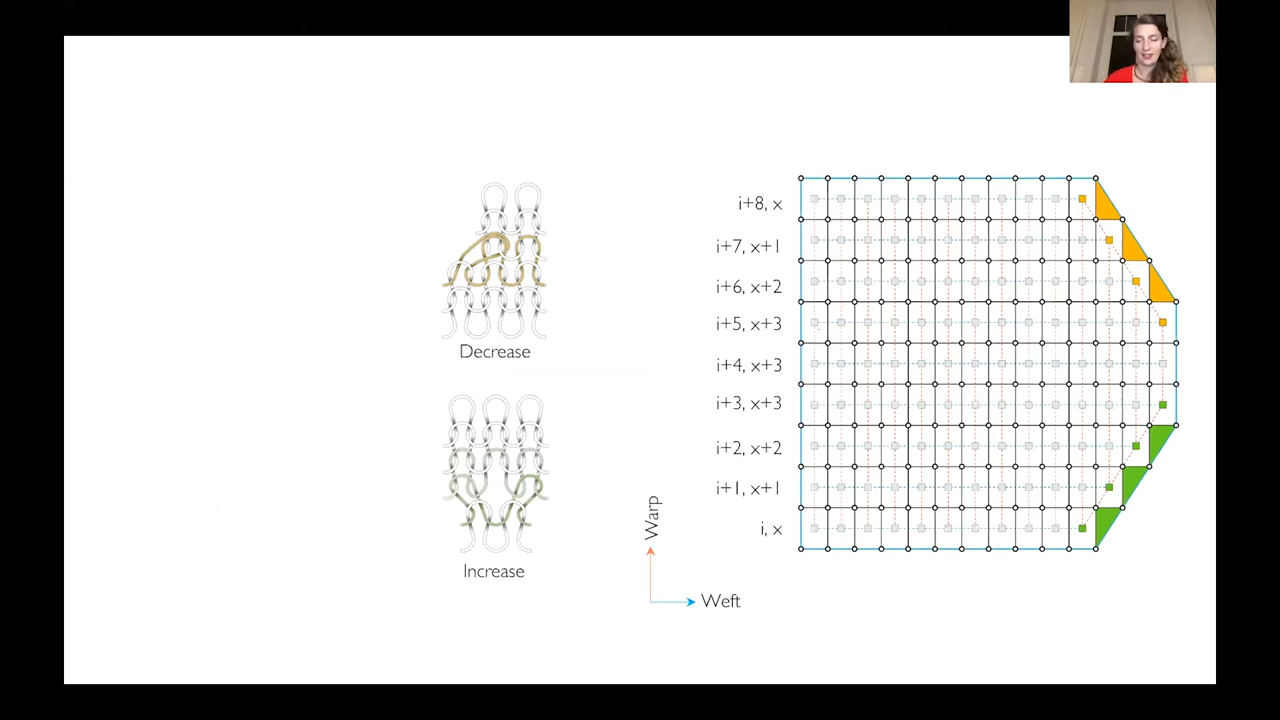 Decrease
Increase
i+8, x
i+7, x+1
i+6, x+2
i+5, x+3
i+4, x+3
i+3, x+3
i+2, x+2
i+1, x+1
i, x
Warp
Weft